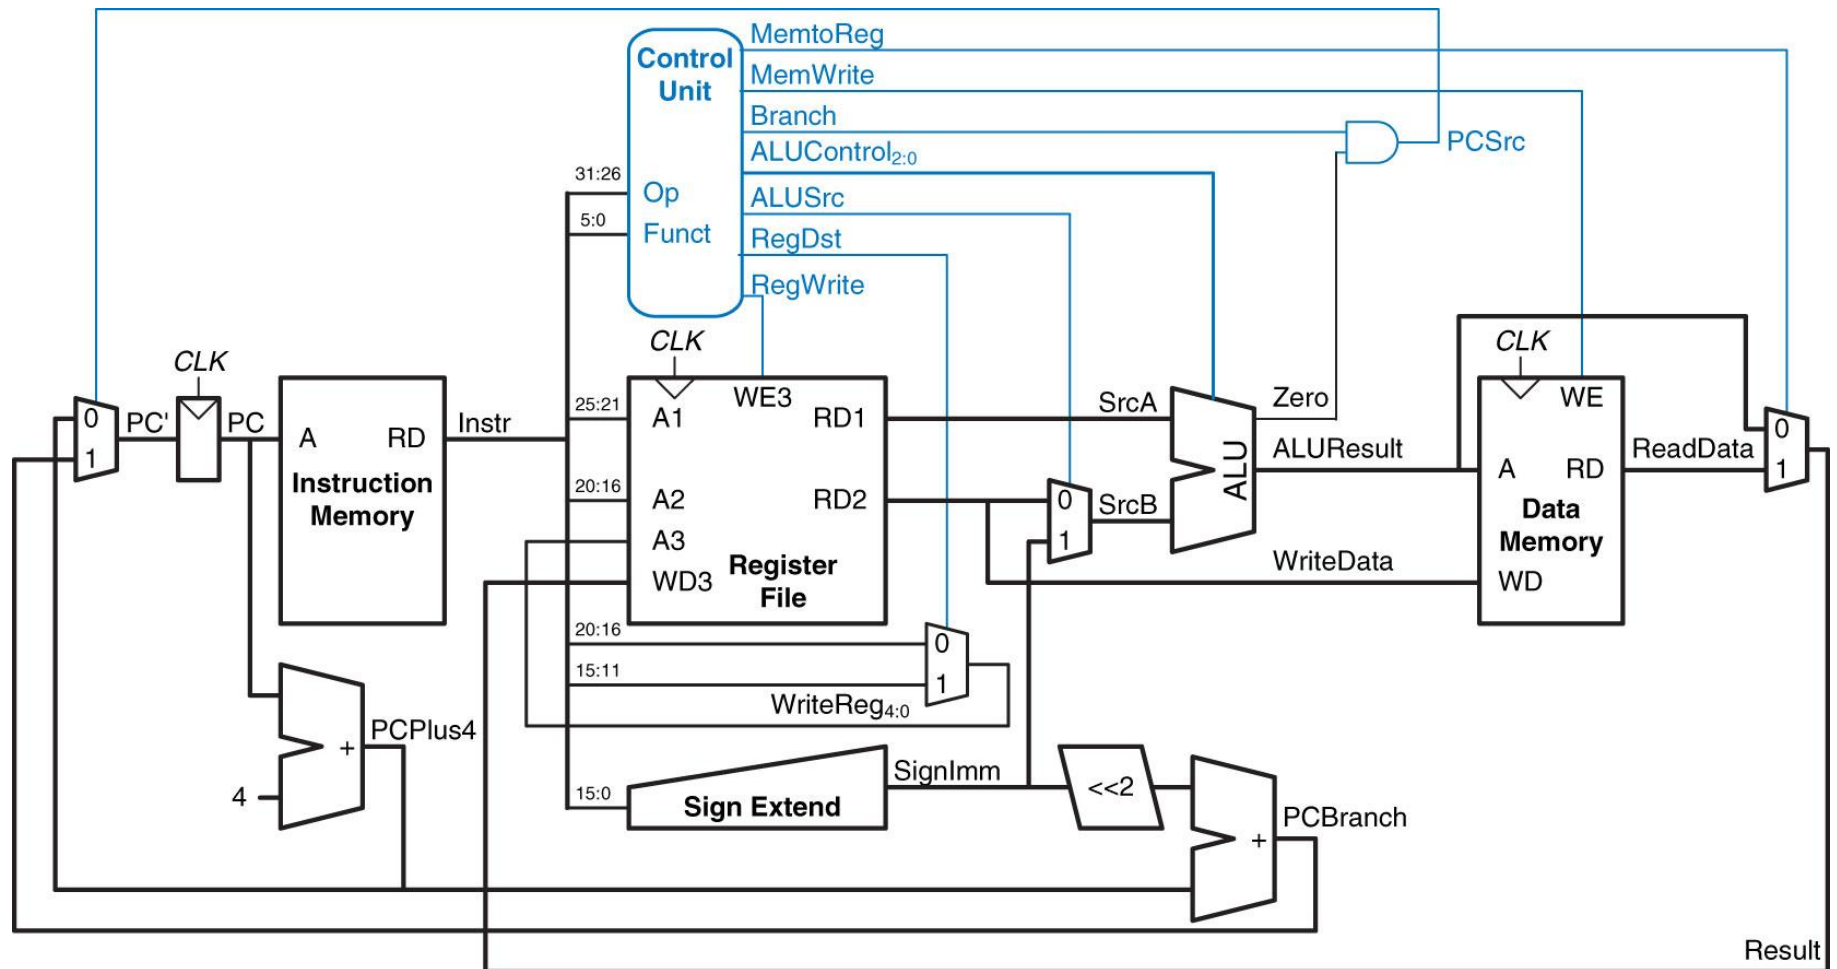 MemtoReg
Control
Unit
MemWrite
Branch
PCSrc
ALUControl2:0
31:26
Op
ALUSrc
5:0
Funct
RegDst
RegWrite
CLK
CLK
CLK
0
1
PC'
PC
A
RD
Instruction
Memory
Instr
25:21
A1
WE3
RD1
20:16
A2
RD2
A3
WD3
Register
File
SrcA
0
1
SrcB
ALU
Zero
ALUResult
WriteData
WE
A
RD
Data
Memory
WD
ReadData
0
1
20:16
0
15:11
1
WriteReg4:0
PCPlus4
+
4
15:0
Sign Extend
SignImm
<<2
+
PCBranch
Result